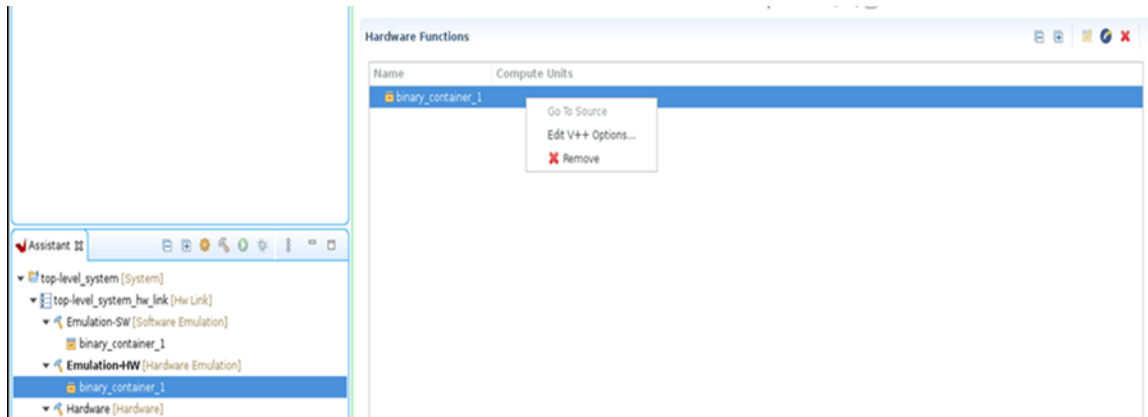 Hardware Functions
Name Compute Units
binary_container_1
Go To Source
Edit V++ Options...
Remove
Assistant
top-level_system [System]
top-level_system_hw_link [Hw Link]
Emulation-SW [Software Emulation]
binary_container_1
Emulation-HW [Hardware Emulation]
binary_container_1
Hardware [Hardware]